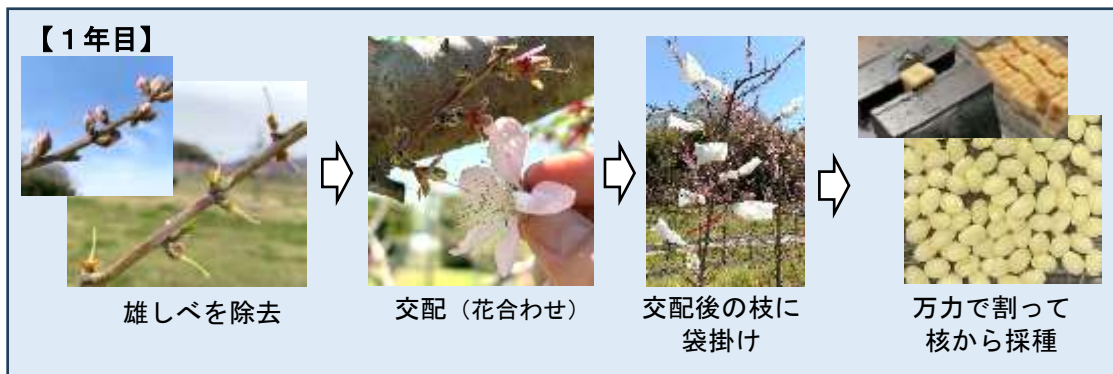 【１年目】
雄しべを除去
交配（花合わせ）
交配後の枝に
袋掛け
万力で割って
核から採種